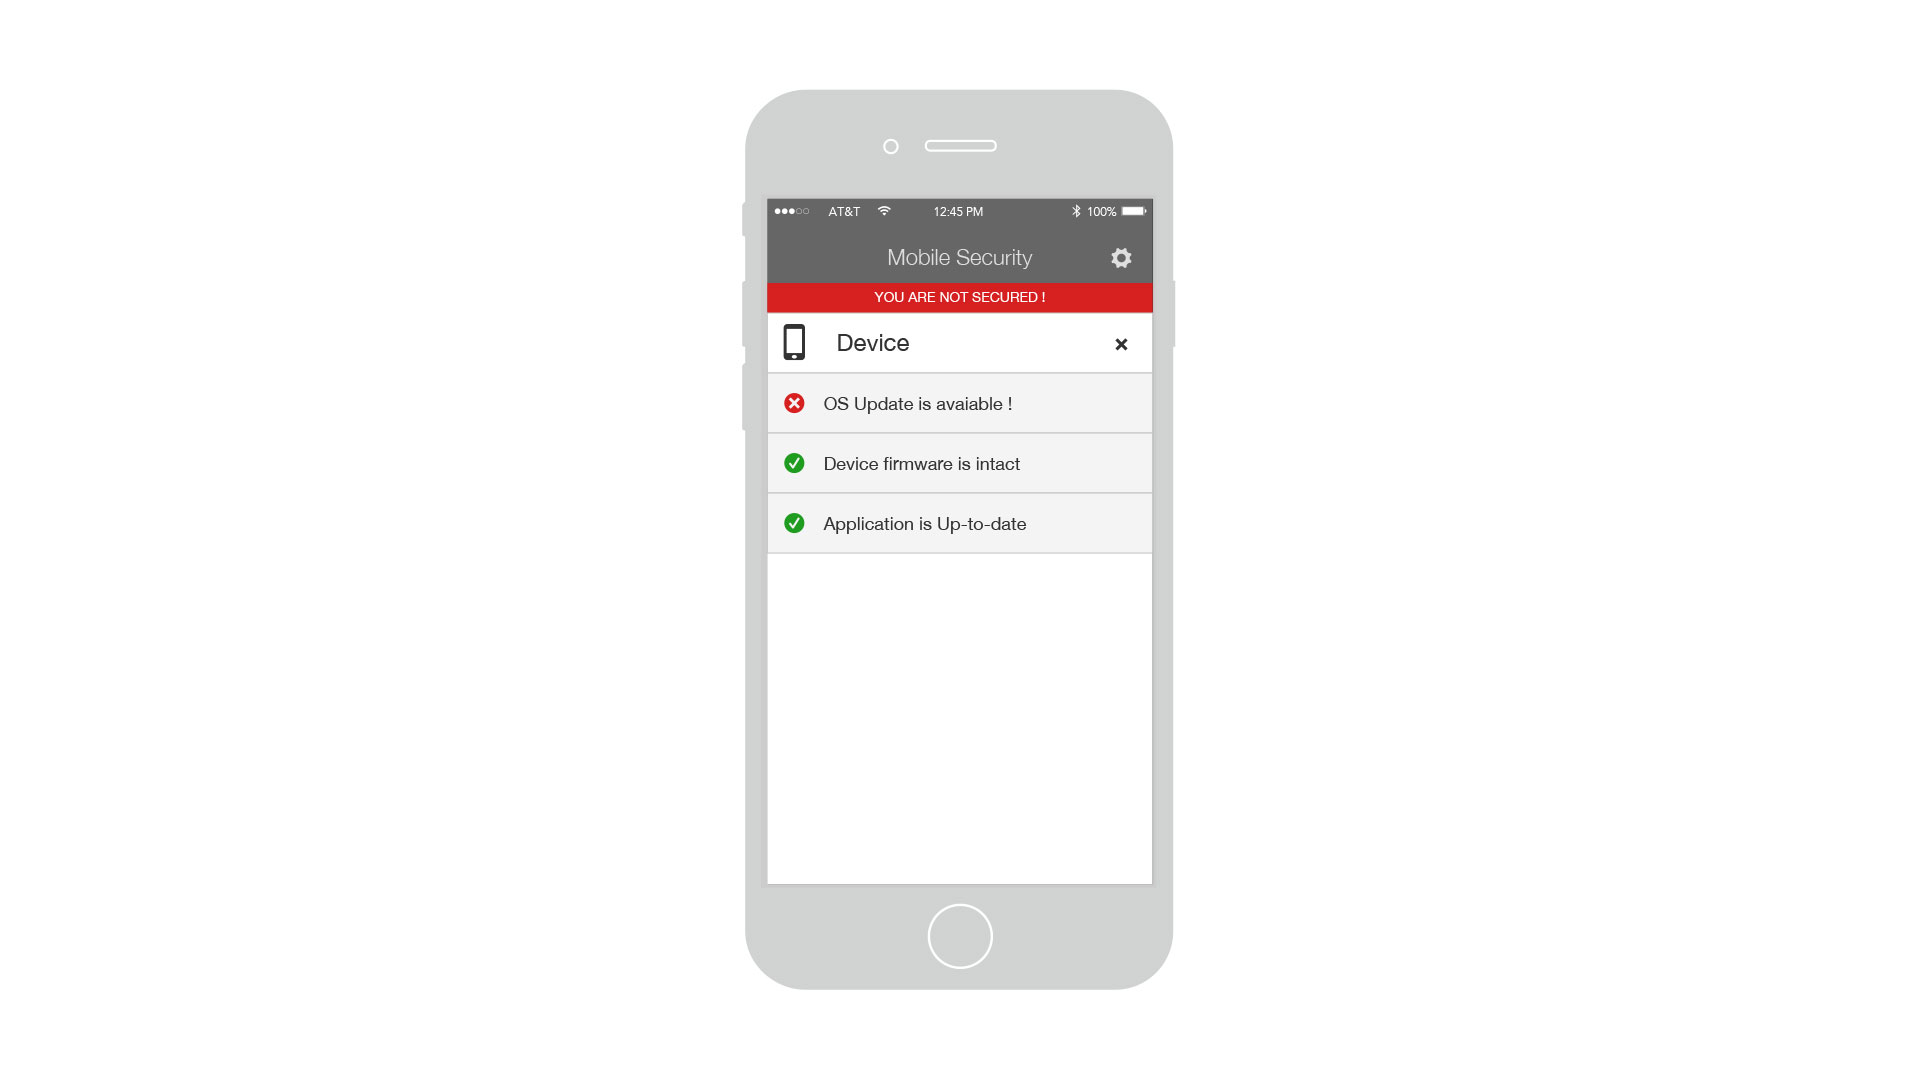 AT&T 12:45 PM 100%
Mobile Security
YOU ARE NOT SECURED !
Device
OS Update is avaiable !
Device firmware is intact
Application is Up-to-date